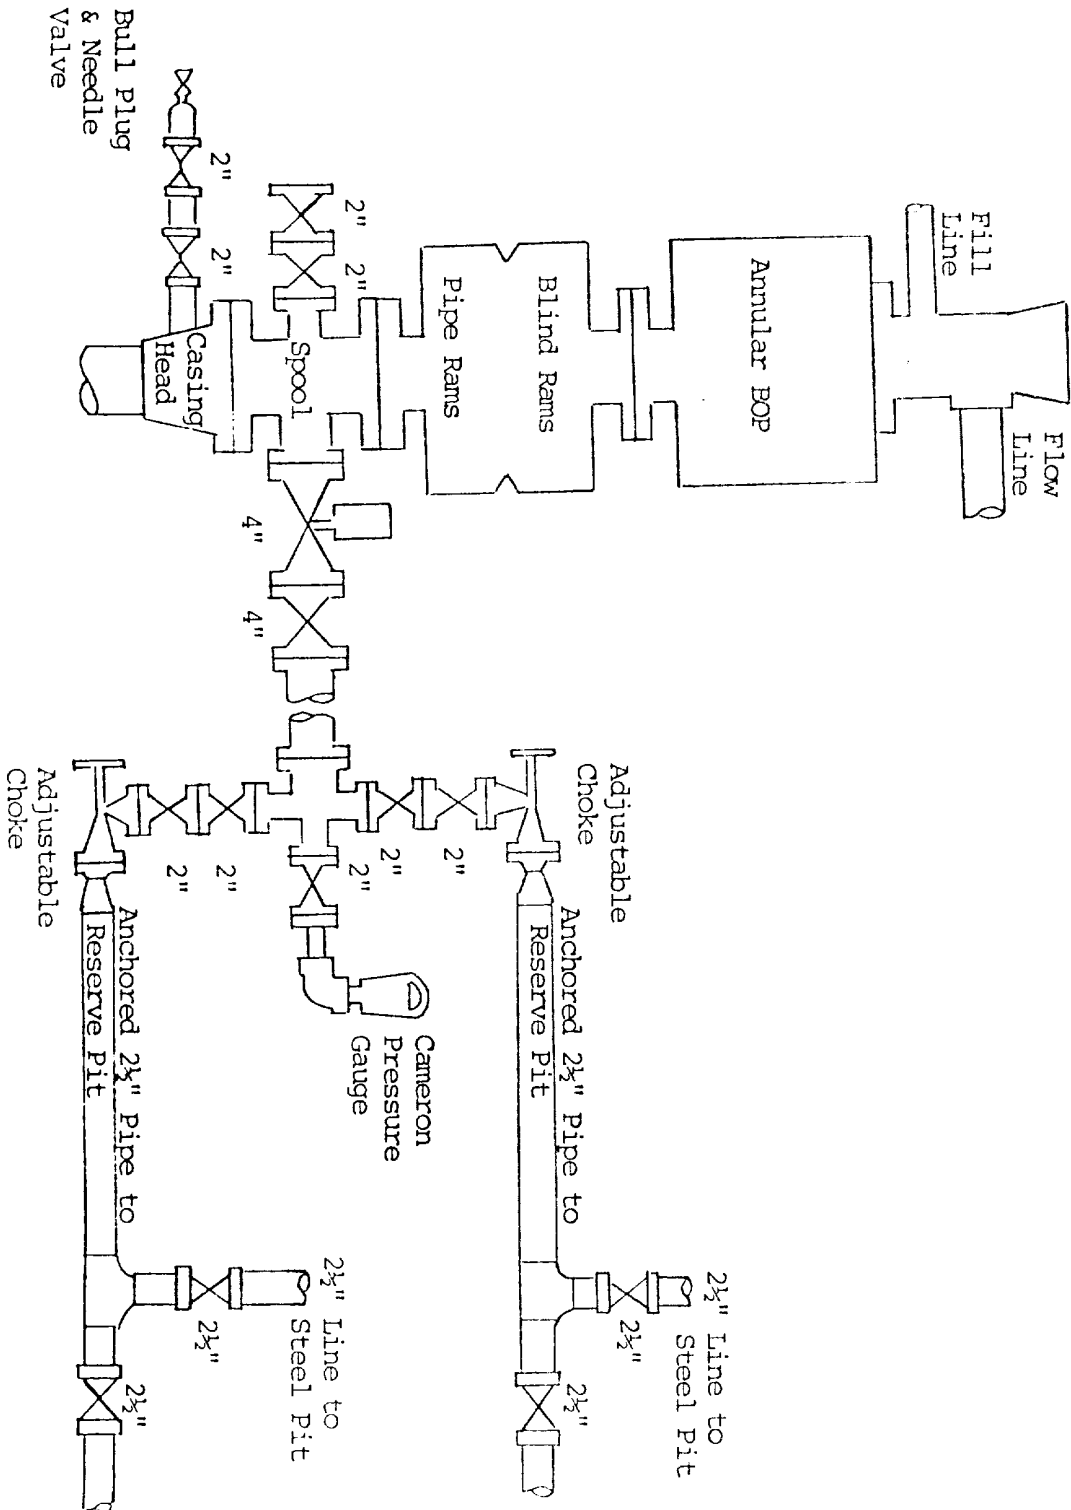 Fill
Line
Flow
Line
Annular BOP
Blind Rams
Pipe Rams
2"
2"
Spool
Casing
Head
2"
2"
Bull Plug
& Needle
Valve
4"
4"
Adjustable
Choke
2"
2"
2"
2"
2"
Adjustable
Choke
Cameron
Pressure
Gauge
Anchored 2½" Pipe to
Reserve Pit
2½" Line to
Steel Pit
2½"
2½"
Anchored 2½" Pipe to
Reserve Pit
2½" Line to
Steel Pit
2½"
2½"